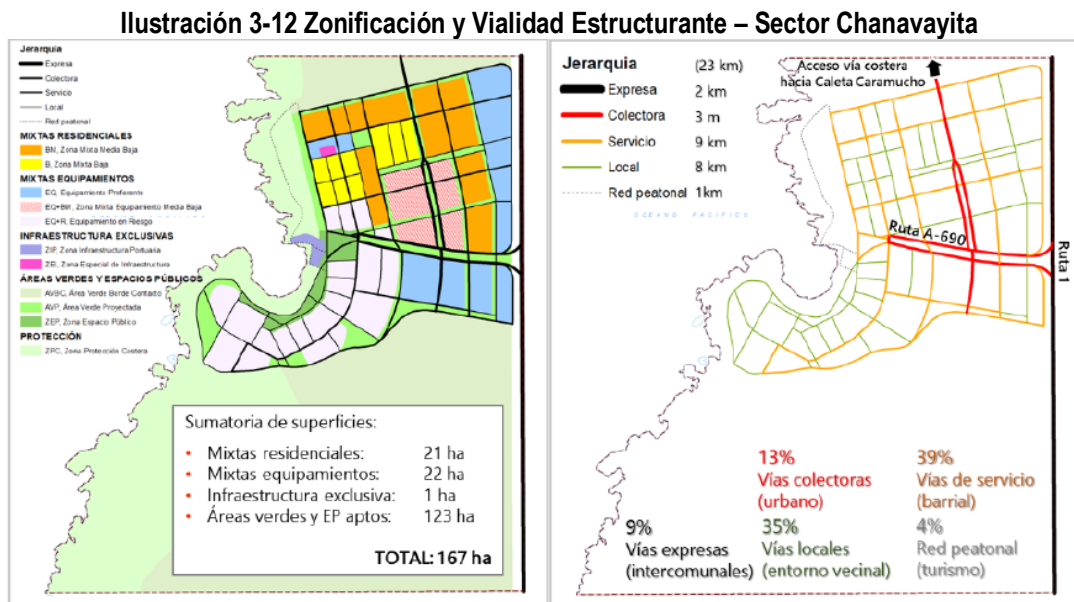 Ilustración 3-12 Zonificación y Vialidad Estructurante – Sector Chanavayita
Jerarquia
Expresa
Colectora
Servicio
Local
Red peatonal
MIXTAS RESIDENCIALES
BM, Zona Mixta Media Baja
B, Zona Mixta Baja
MIXTAS EQUIPAMIENTOS
EQ, Equipamiento Preferente
EQ+BM, Zona Mixta Equipamiento Media Baja
EQ+R, Equipamiento en Riesgo
INFRAESTRUCTURA EXCLUSIVAS
ZIP, Zona Infraestructura Portuaria
ZEI, Zona Especial de Infraestructura
ÁREAS VERDES Y ESPACIOS PÚBLICOS
AVBC, Área Verde Borde Costado
AVP, Área Verde Proyectada
ZEP, Zona Espacio Público
PROTECCIÓN
ZPC, Zona Protección Costera
Sumatoria de superficies:
• Mixtas residenciales: 21 ha
• Mixtas equipamientos: 22 ha
• Infraestructura exclusiva: 1 ha
• Áreas verdes y EP aptos: 123 ha
TOTAL: 167 ha
Jerarquia (23 km)
Expresa 2 km
Colectora 3 m
Servicio 9 km
Local 8 km
Red peatonal 1km
OCEANO PACIFICO
Acceso vía costera
hacia Caleta Caramucho
Ruta A-690
Ruta 1
13%
Vías colectoras
(urbano)
39%
Vías de servicio
(barrial)
9%
Vías expresas
(intercomunales)
35%
Vías locales
(entorno vecinal)
4%
Red peatonal
(turismo)